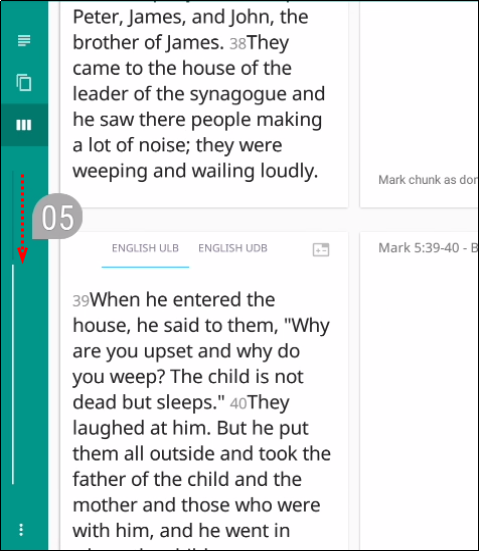 Peter, James, and John, the
brother of James. 38They
came to the house of the
leader of the synagogue and
he saw there people making
a lot of noise; they were
weeping and wailing loudly.
Mark chunk as dor
05
ENGLISH ULB ENGLISH UDB
Mark 5:39-40 - B
39When he entered the
house, he said to them, "Why
are you upset and why do
you weep? The child is not
dead but sleeps." 40They
laughed at him. But he put
them all outside and took the
father of the child and the
mother and those who were
with him, and he went in